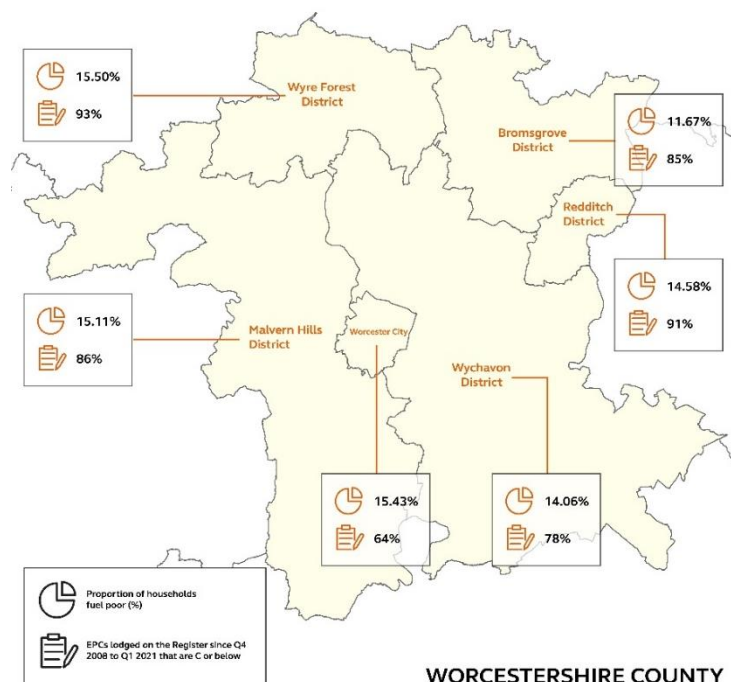 15.50%
93%
Wyre Forest
District
11.67%
85%
Bromsgrove
District
Redditch
District
14.58%
91%
15.11%
86%
Malvern Hills
District
Worcester City
Wychavon
District
15.43%
64%
14.06%
78%
Proportion of households
fuel poor (%)
EPCs lodged on the Register since Q4
2008 to Q1 2021 that are C or below
WORCESTERSHIRE COUNTY